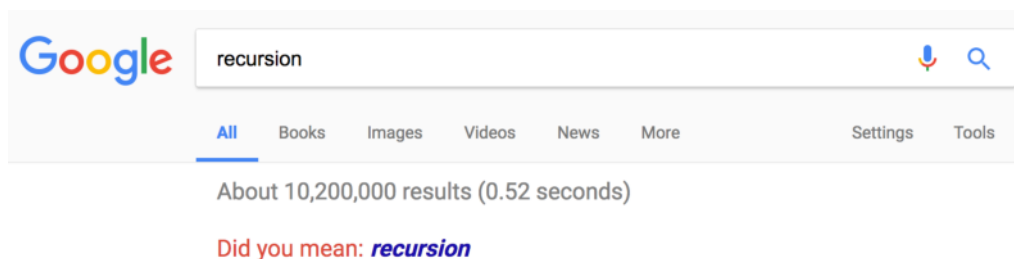 Google recursion
All Books Images Videos News More Settings Tools
About 10,200,000 results (0.52 seconds)
Did you mean: recursion